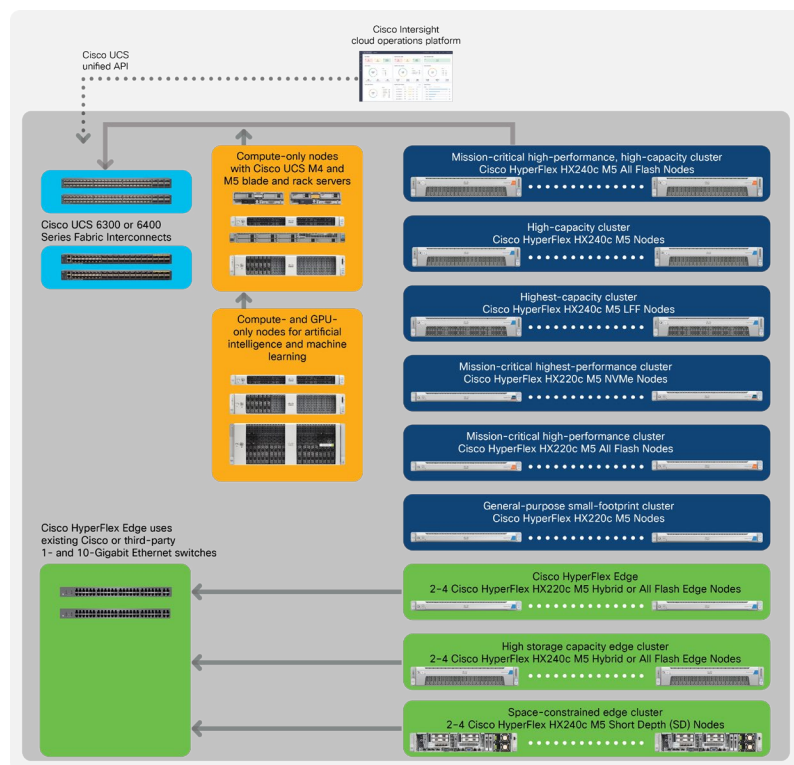 Cisco Intersight
cloud operations platform
Cisco UCS
unified API
Compute-only nodes
with Cisco UCS M4 and
M5 blade and rack servers
Mission-critical high-performance, high-capacity cluster
Cisco HyperFlex HX240c M5 All Flash Nodes
Cisco UCS 6300 or 6400
Series Fabric Interconnects
High-capacity cluster
Cisco HyperFlex HX240c M5 Nodes
Highest-capacity cluster
Cisco HyperFlex HX240c M5 LFF Nodes
Compute- and GPU-
only nodes for artificial
intelligence and machine
learning
Mission-critical highest-performance cluster
Cisco HyperFlex HX220c M5 NVMe Nodes
Mission-critical high-performance cluster
Cisco HyperFlex HX220c M5 All Flash Nodes
General-purpose small-footprint cluster
Cisco HyperFlex HX220c M5 Nodes
Cisco HyperFlex Edge uses
existing Cisco or third-party
1- and 10-Gigabit Ethernet switches
Cisco HyperFlex Edge
2-4 Cisco HyperFlex HX220c M5 Hybrid or All Flash Edge Nodes
High storage capacity edge cluster
2-4 Cisco HyperFlex HX240c M5 Hybrid or All Flash Edge Nodes
Space-constrained edge cluster
2-4 Cisco HyperFlex HX240c M5 Short Depth (SD) Nodes